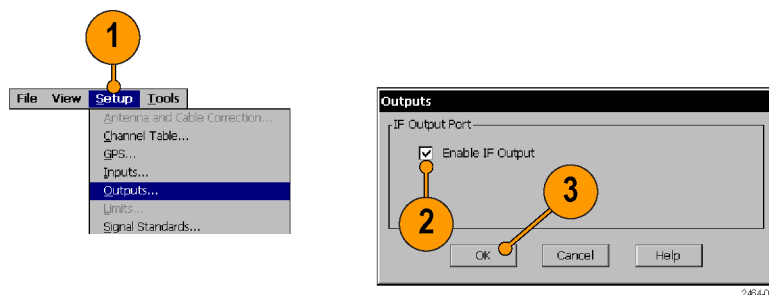 1
File View Setup Tools
Antenna and Cable Correction...
Channel Table...
GPS...
Inputs...
Outputs...
Limits...
Signal Standards...
Outputs
IF Output Port
Enable IF Output
2
3
OK Cancel Help